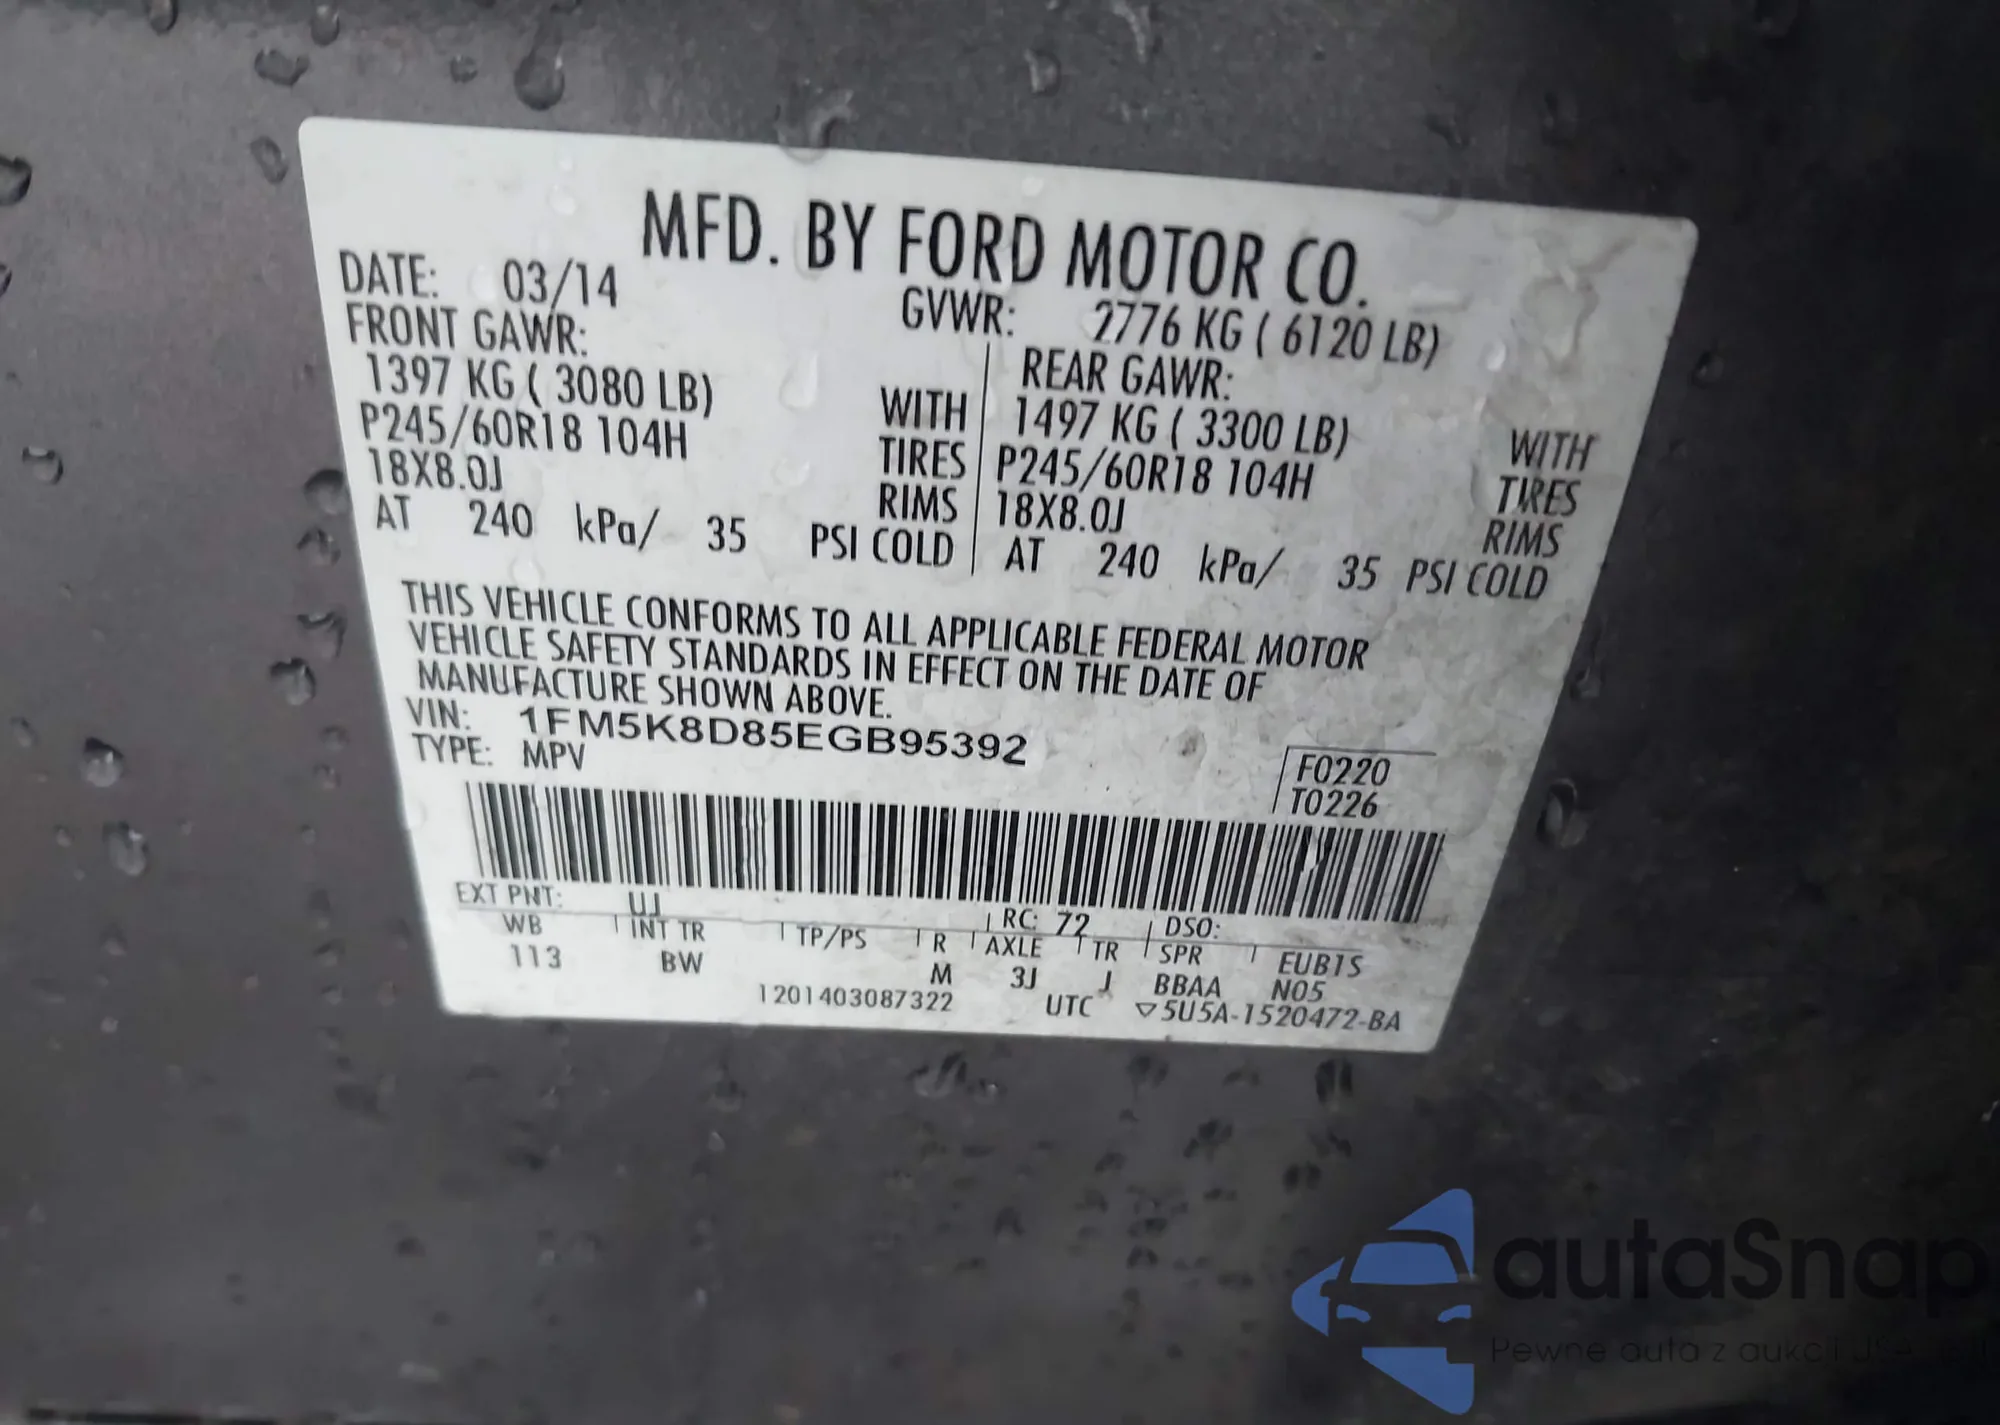 MFD. BY FORD MOTOR CO.
DATE: 03/14 GVWR: 2776 KG ( 6120 LB)
FRONT GAWR: REAR GAWR:
1397 KG ( 3080 LB) WITH 1497 KG ( 3300 LB) WITH
P245/60R18 104H TIRES P245/60R18 104H TIRES
18X8.0J RIMS 18X8.0J RIMS
AT 240 kPa/ 35 PSI COLD AT 240 kPa/ 35 PSI COLD
THIS VEHICLE CONFORMS TO ALL APPLICABLE FEDERAL MOTOR
VEHICLE SAFETY STANDARDS IN EFFECT ON THE DATE OF
MANUFACTURE SHOWN ABOVE.
VIN: 1FM5K8D85EGB95392
TYPE: MPV
F0220
T0226
EXT PNT: UJ RC: 72 DSO:
WB INT TR TP/PS R AXLE TR SPR EUB1S
113 BW M 3J J BBAA N05
1201403087322 UTC ▽5U5A-1520472-BA
autaSnap
Pewne auta z aukcji